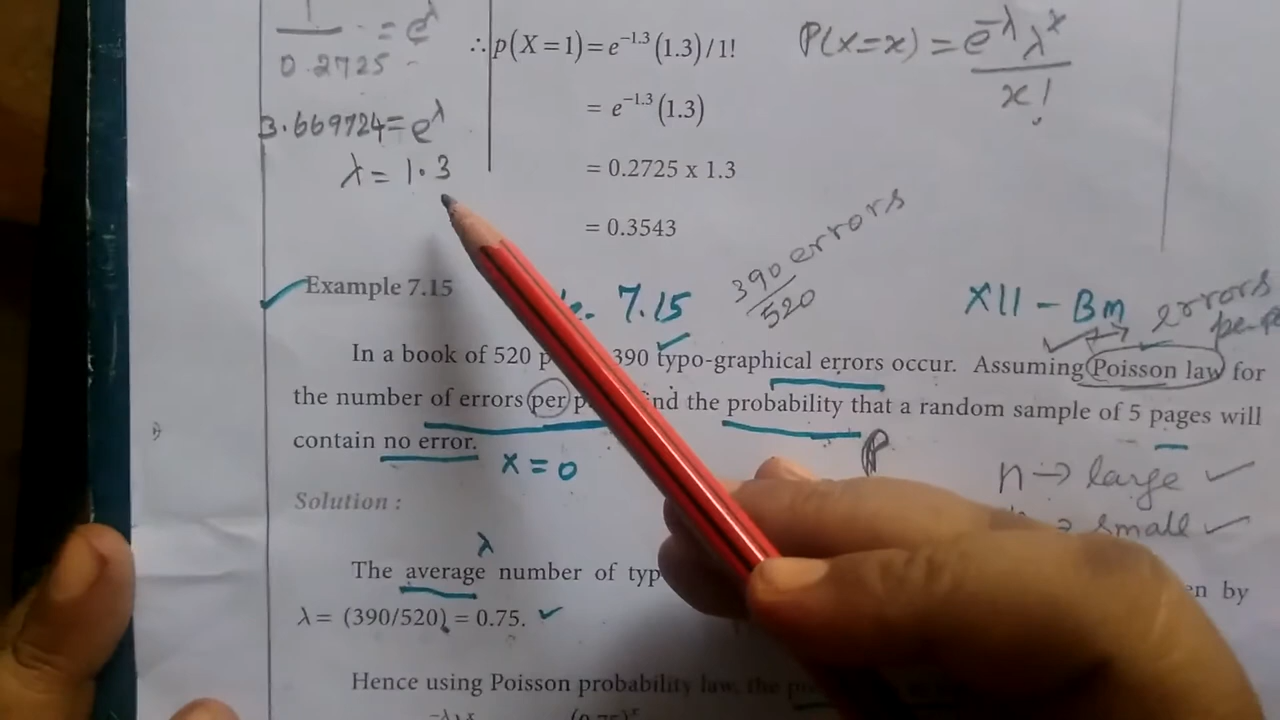 1/0.2725 = e^λ
3.669724 = e^λ
λ = 1.3
∴ p(X = 1) = e^−1.3 (1.3) / 1!
= e^−1.3 (1.3)
= 0.2725 x 1.3
= 0.3543
P(X=x) = e^−λ λ^x / x!
390 errors
520
Example 7.15
7.15
XII - BM
errors
In a book of 520 390 typo-graphical errors occur. Assuming Poisson law for
the number of errors per find the probability that a random sample of 5 pages will
contain no error.
x = 0
P
n → large ✓
→ small ✓
Solution :
λ
The average number of by
λ = (390/520) = 0.75. ✓
Hence using Poisson probability law, the